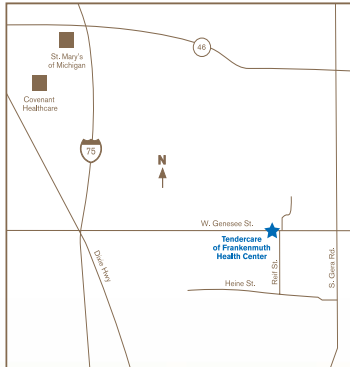 46
St. Mary's
of Michigan
Covenant
Healthcare
75
N
W. Genesee St.
Tendercare
of Frankenmuth
Health Center
Dixie Hwy
Reif St.
S. Gera Rd.
Heine St.